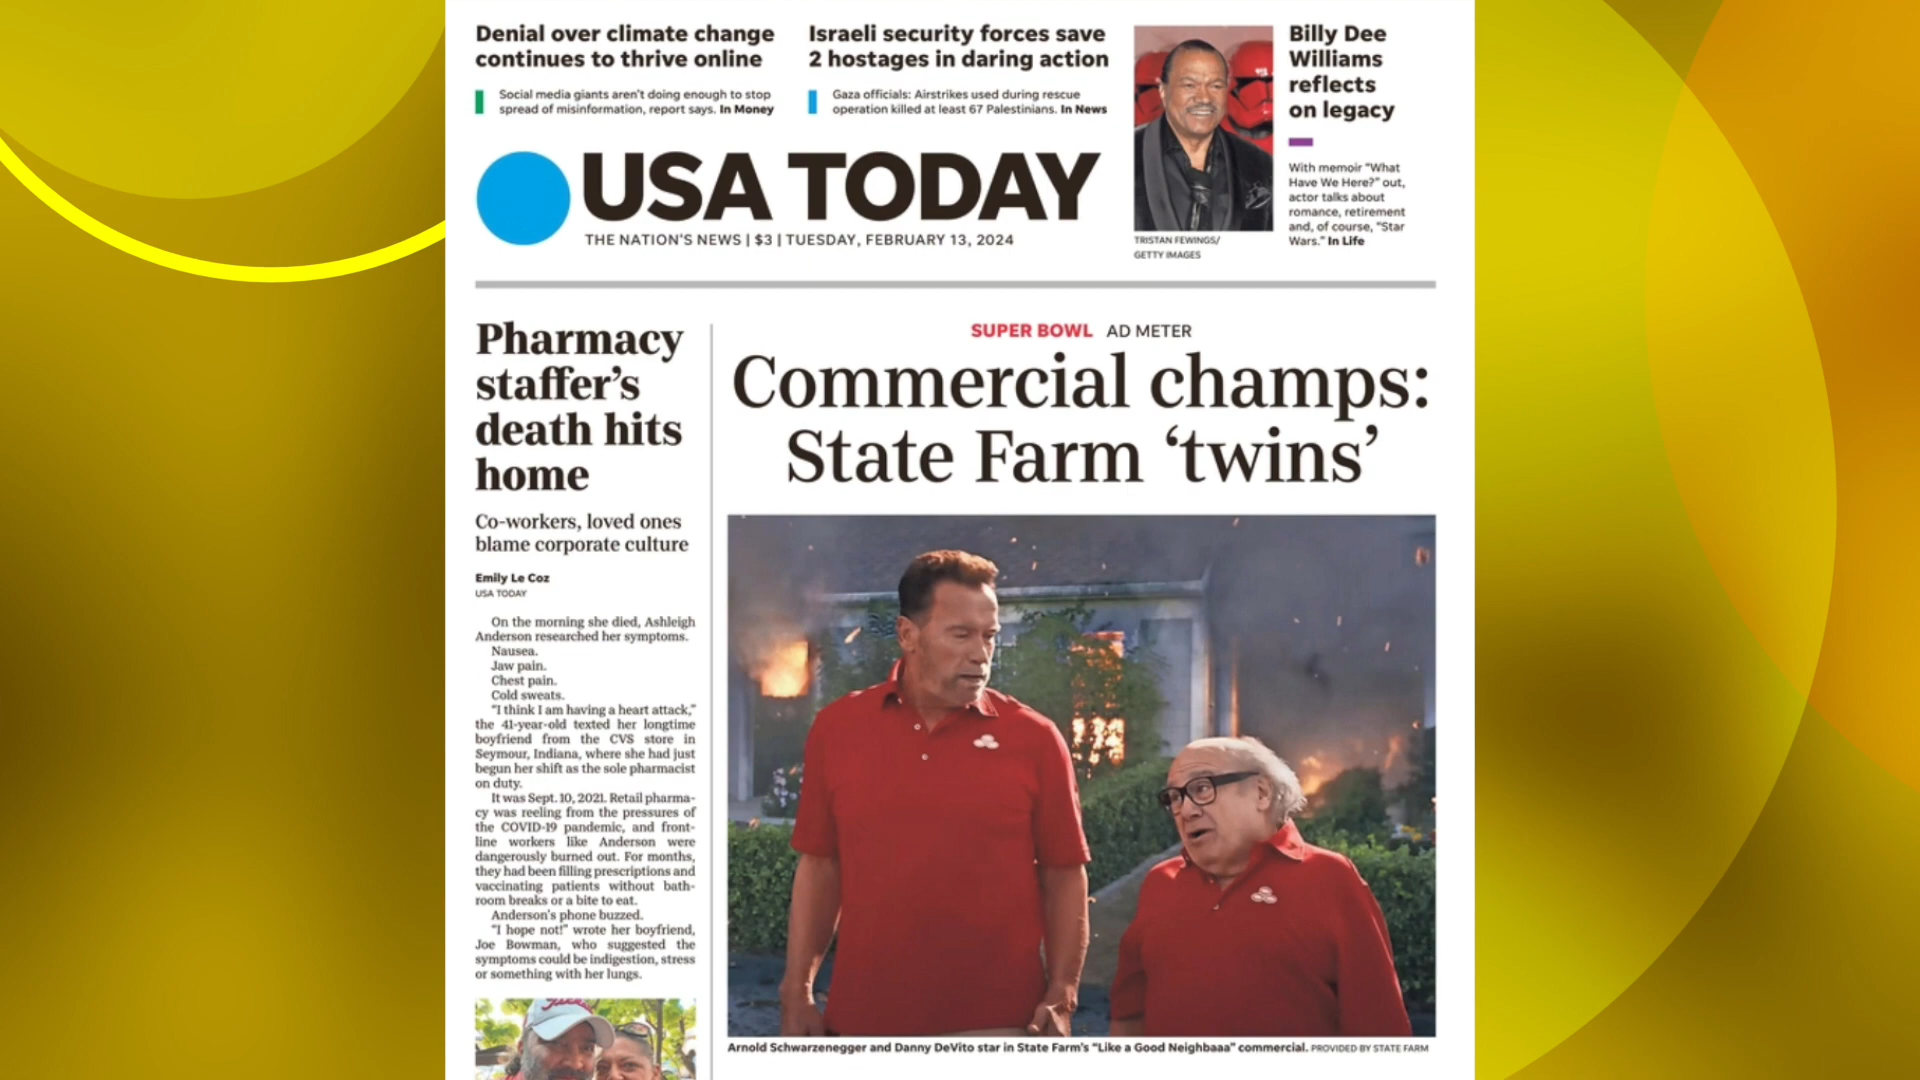 Denial over climate change
continues to thrive online
Social media giants aren't doing enough to stop
spread of misinformation, report says. In Money
Israeli security forces save
2 hostages in daring action
Gaza officials: Airstrikes used during rescue
operation killed at least 67 Palestinians. In News
TRISTAN FEWINGS/
GETTY IMAGES
Billy Dee
Williams
reflects
on legacy
With memoir "What
Have We Here?" out,
actor talks about
romance, retirement
and, of course, "Star
Wars." In Life
USA TODAY
THE NATION'S NEWS | $3 | TUESDAY, FEBRUARY 13, 2024
Pharmacy
staffer's
death hits
home
Co-workers, loved ones
blame corporate culture
Emily Le Coz
USA TODAY
On the morning she died, Ashleigh
Anderson researched her symptoms.
Nausea.
Jaw pain.
Chest pain.
Cold sweats.
"I think I am having a heart attack,"
the 41-year-old texted her longtime
boyfriend from the CVS store in
Seymour, Indiana, where she had just
begun her shift as the sole pharmacist
on duty.
It was Sept. 10, 2021. Retail pharma-
cy was reeling from the pressures of
the COVID-19 pandemic, and front-
line workers like Anderson were
dangerously burned out. For months,
they had been filling prescriptions and
vaccinating patients without bath-
room breaks or a bite to eat.
Anderson's phone buzzed.
"I hope not!" wrote her boyfriend,
Joe Bowman, who suggested the
symptoms could be indigestion, stress
or something with her lungs.
SUPER BOWL AD METER
Commercial champs:
State Farm 'twins'
Arnold Schwarzenegger and Danny DeVito star in State Farm's "Like a Good Neighbaaa" commercial. PROVIDED BY STATE FARM